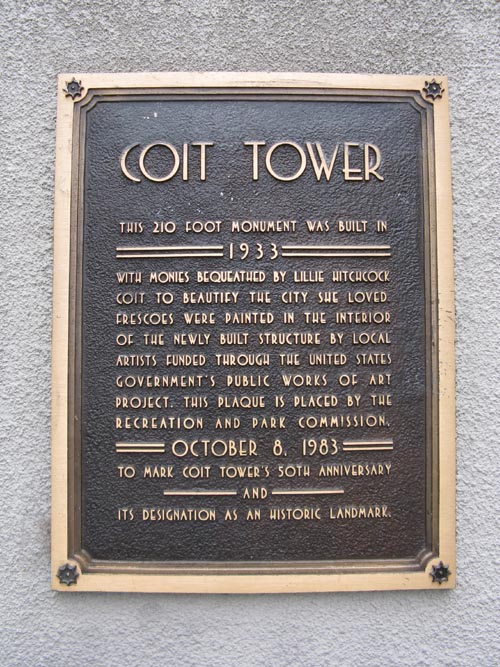 COIT TOWER
THIS 210 FOOT MONUMENT WAS BUILT IN
1933
WITH MONIES BEQUEATHED BY LILLIE HITCHCOCK
COIT TO BEAUTIFY THE CITY SHE LOVED.
FRESCOES WERE PAINTED IN THE INTERIOR
OF THE NEWLY BUILT STRUCTURE BY LOCAL
ARTISTS FUNDED THROUGH THE UNITED STATES
GOVERNMENT'S PUBLIC WORKS OF ART
PROJECT. THIS PLAQUE IS PLACED BY THE
RECREATION AND PARK COMMISSION,
OCTOBER 8, 1983
TO MARK COIT TOWER'S 50TH ANNIVERSARY
AND
ITS DESIGNATION AS AN HISTORIC LANDMARK.